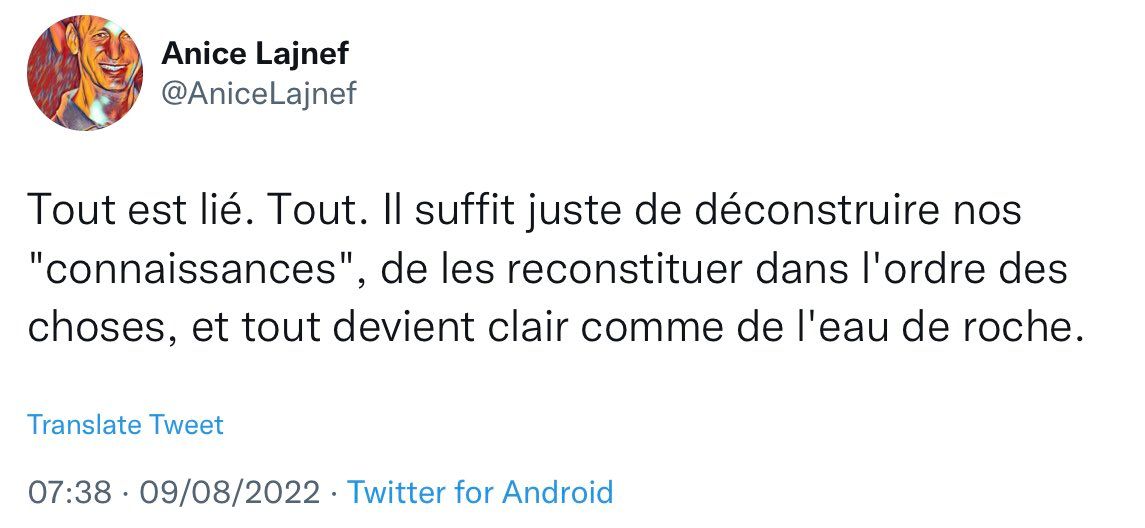 Anice Lajnef
@AniceLajnef
Tout est lié. Tout. Il suffit juste de déconstruire nos
"connaissances", de les reconstituer dans l'ordre des
choses, et tout devient clair comme de l'eau de roche.
Translate Tweet
07:38 · 09/08/2022 · Twitter for Android